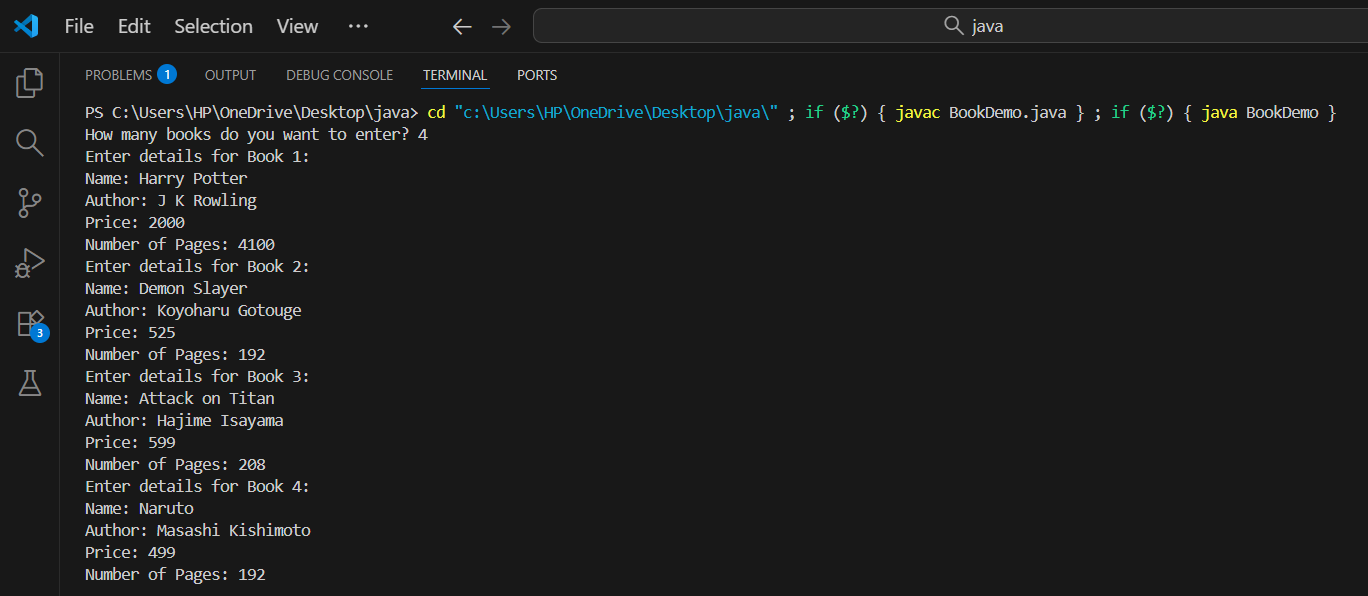 File Edit Selection View ··· java
PROBLEMS 1 OUTPUT DEBUG CONSOLE TERMINAL PORTS
PS C:\Users\HP\OneDrive\Desktop\java> cd "c:\Users\HP\OneDrive\Desktop\java\" ; if ($?) { javac BookDemo.java } ; if ($?) { java BookDemo }
How many books do you want to enter? 4
Enter details for Book 1:
Name: Harry Potter
Author: J K Rowling
Price: 2000
Number of Pages: 4100
Enter details for Book 2:
Name: Demon Slayer
Author: Koyoharu Gotouge
Price: 525
Number of Pages: 192
Enter details for Book 3:
Name: Attack on Titan
Author: Hajime Isayama
Price: 599
Number of Pages: 208
Enter details for Book 4:
Name: Naruto
Author: Masashi Kishimoto
Price: 499
Number of Pages: 192
3